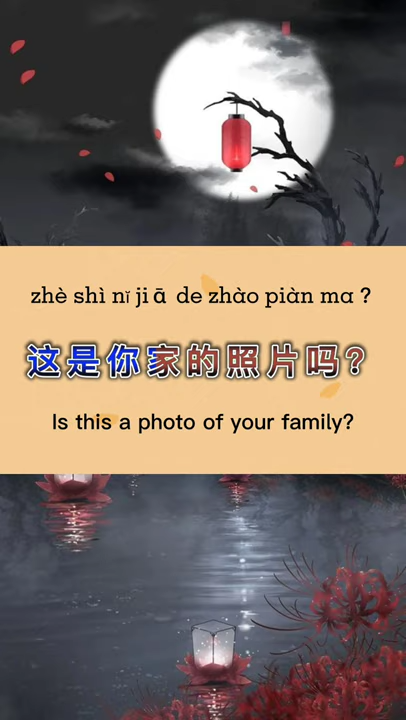 zhè shì nǐ jiā de zhào piàn ma ?
这是你家的照片吗?
Is this a photo of your family?